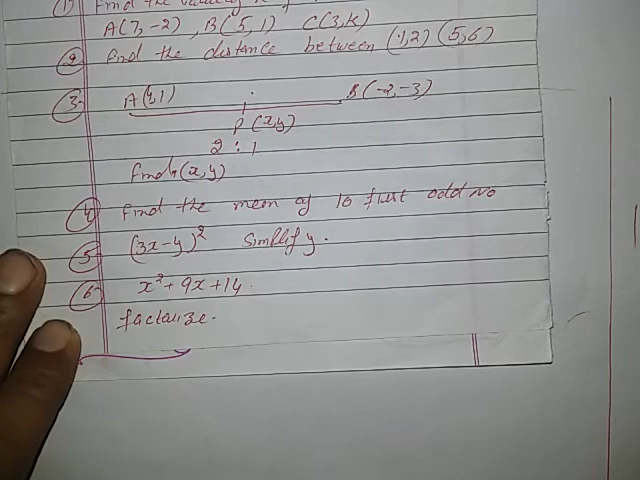 (1) Find the
A(7,-2), B(5,1) C(3,K)
(2) find the distance between (1,2) (5,6)
(3) A( ,1) B( ,-3)
P(x,y)
2 : 1
find (x,y)
(4) find the mean of 10 first odd no
(5) (3x-y)² Simplify.
(6) x²+9x+14.
factorize.